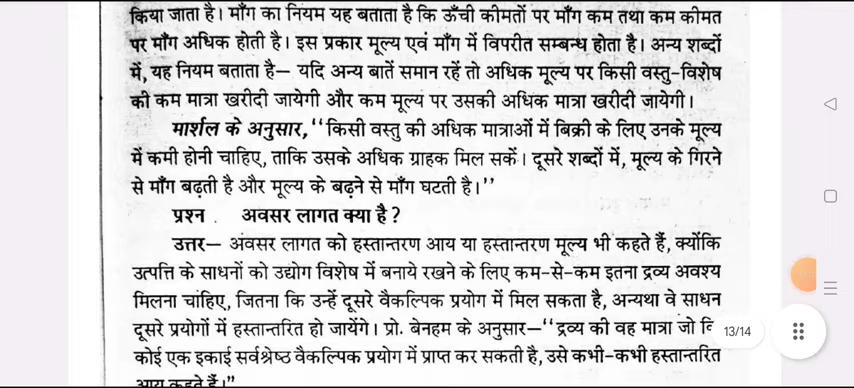 किया जाता है। माँग का नियम यह बताता है कि ऊँची कीमतों पर माँग कम तथा कम कीमत
पर माँग अधिक होती है। इस प्रकार मूल्य एवं माँग में विपरीत सम्बन्ध होता है। अन्य शब्दों
में, यह नियम बताता है— यदि अन्य बातें समान रहें तो अधिक मूल्य पर किसी वस्तु-विशेष
की कम मात्रा खरीदी जायेगी और कम मूल्य पर उसकी अधिक मात्रा खरीदी जायेगी।
मार्शल के अनुसार, ‘‘किसी वस्तु की अधिक मात्राओं में बिक्री के लिए उनके मूल्य
में कमी होनी चाहिए, ताकि उसके अधिक ग्राहक मिल सकें। दूसरे शब्दों में, मूल्य के गिरने
से माँग बढ़ती है और मूल्य के बढ़ने से माँग घटती है।’’
प्रश्न . अवसर लागत क्या है?
उत्तर— अवसर लागत को हस्तान्तरण आय या हस्तान्तरण मूल्य भी कहते हैं, क्योंकि
उत्पत्ति के साधनों को उद्योग विशेष में बनाये रखने के लिए कम-से-कम इतना द्रव्य अवश्य
मिलना चाहिए, जितना कि उन्हें दूसरे वैकल्पिक प्रयोग में मिल सकता है, अन्यथा वे साधन
दूसरे प्रयोगों में हस्तान्तरित हो जायेंगे। प्रो. बेनहम के अनुसार—‘‘द्रव्य की वह मात्रा जो
13/14
कोई एक इकाई सर्वश्रेष्ठ वैकल्पिक प्रयोग में प्राप्त कर सकती है, उसे कभी-कभी हस्तान्तरित
आय कहते हैं।”